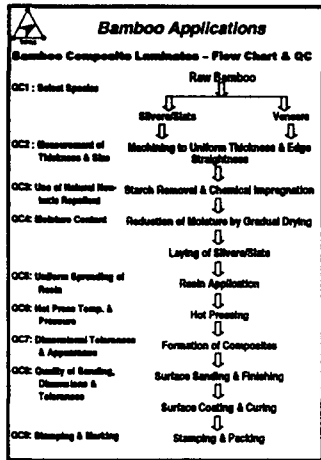 Bamboo Applications
Bamboo Composite Laminates - Flow Chart & QC
QC1 : Select Species
Raw Bamboo
Slivers/Slats
Veneers
QC2 : Measurement of
Thickness & Size
Machining to Uniform Thickness & Edge
Straightness
QC3: Use of Natural Non-
toxic Repellent
Starch Removal & Chemical Impregnation
QC4: Moisture Content
Reduction of Moisture by Gradual Drying
Laying of Slivers/Slats
QC5: Uniform Spreading of
Resin
Resin Application
QC6: Hot Press Temp. &
Pressure
Hot Pressing
QC7: Dimensional Tolerance
& Appearance
Formation of Composites
QC8: Quality of Sanding,
Dimensions &
Tolerances
Surface Sanding & Finishing
Surface Coating & Curing
QC9: Stamping & Marking
Stamping & Packing